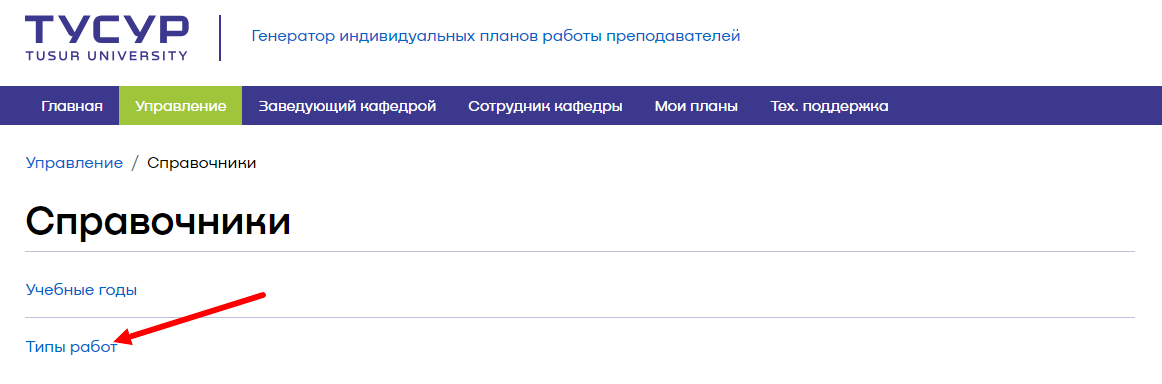 ТУСУР
TUSUR UNIVERSITY
Генератор индивидуальных планов работы преподавателей
Главная Управление Заведующий кафедрой Сотрудник кафедры Мои планы Тех. поддержка
Управление / Справочники
Справочники
Учебные годы
Типы работ